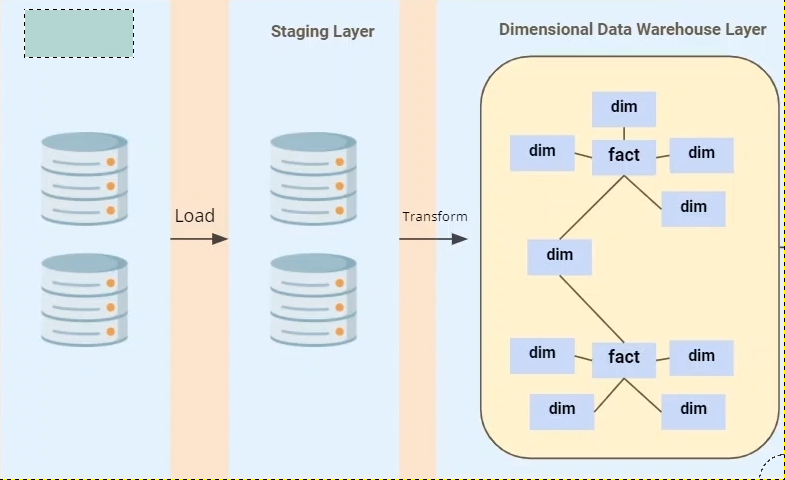 Staging Layer
Dimensional Data Warehouse Layer
Load
Transform
dim
dim
fact
dim
dim
dim
dim
fact
dim
dim
dim